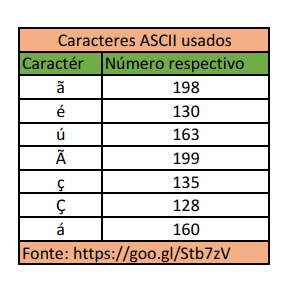 Caracteres ASCII usados
Caractér Número respectivo
ã 198
é 130
ú 163
Ã 199
ç 135
Ç 128
á 160
Fonte: https://goo.gl/Stb7zV